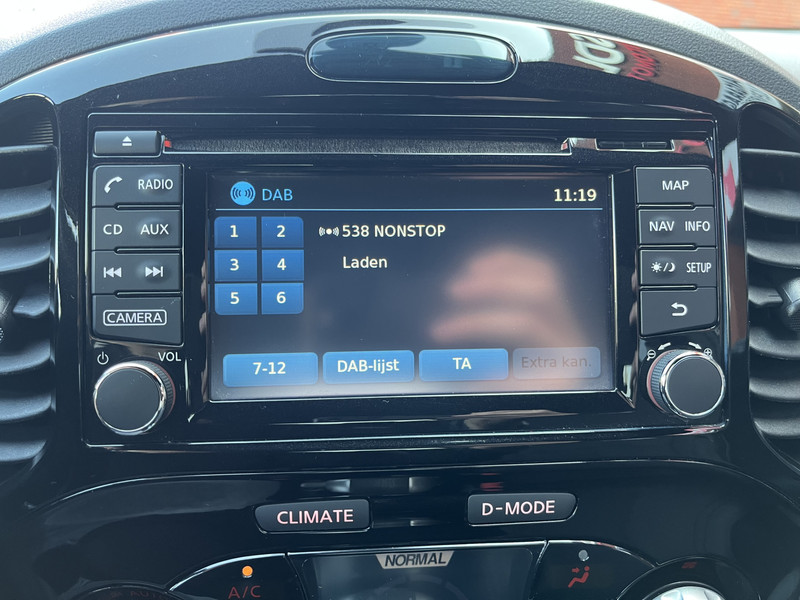 DAB 11:19
1 2
3 4
5 6
538 NONSTOP
Laden
7-12 DAB-lijst TA Extra kan.
RADIO
CD AUX
CAMERA
VOL
MAP
NAV INFO
SETUP
CLIMATE
D-MODE
NORMAL
A/C